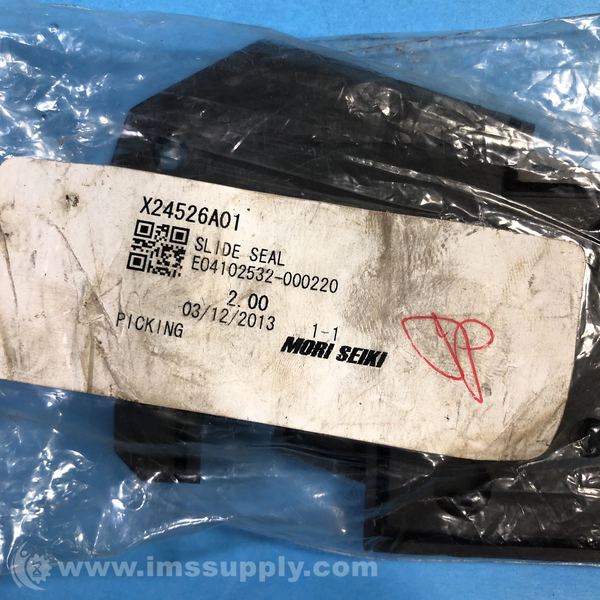 X24526A01
SLIDE SEAL
E04102532-000220
2.00
03/12/2013 1-1
PICKING
MORI SEIKI
www.imssupply.com